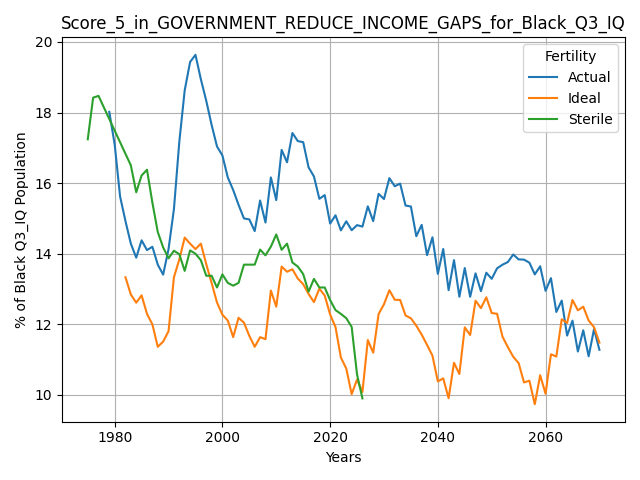 Score_5_in_GOVERNMENT_REDUCE_INCOME_GAPS_for_Black_Q3_IQ
Fertility
Actual
Ideal
Sterile
% of Black Q3_IQ Population
20
18
16
14
12
10
1980
2000
2020
2040
2060
Years